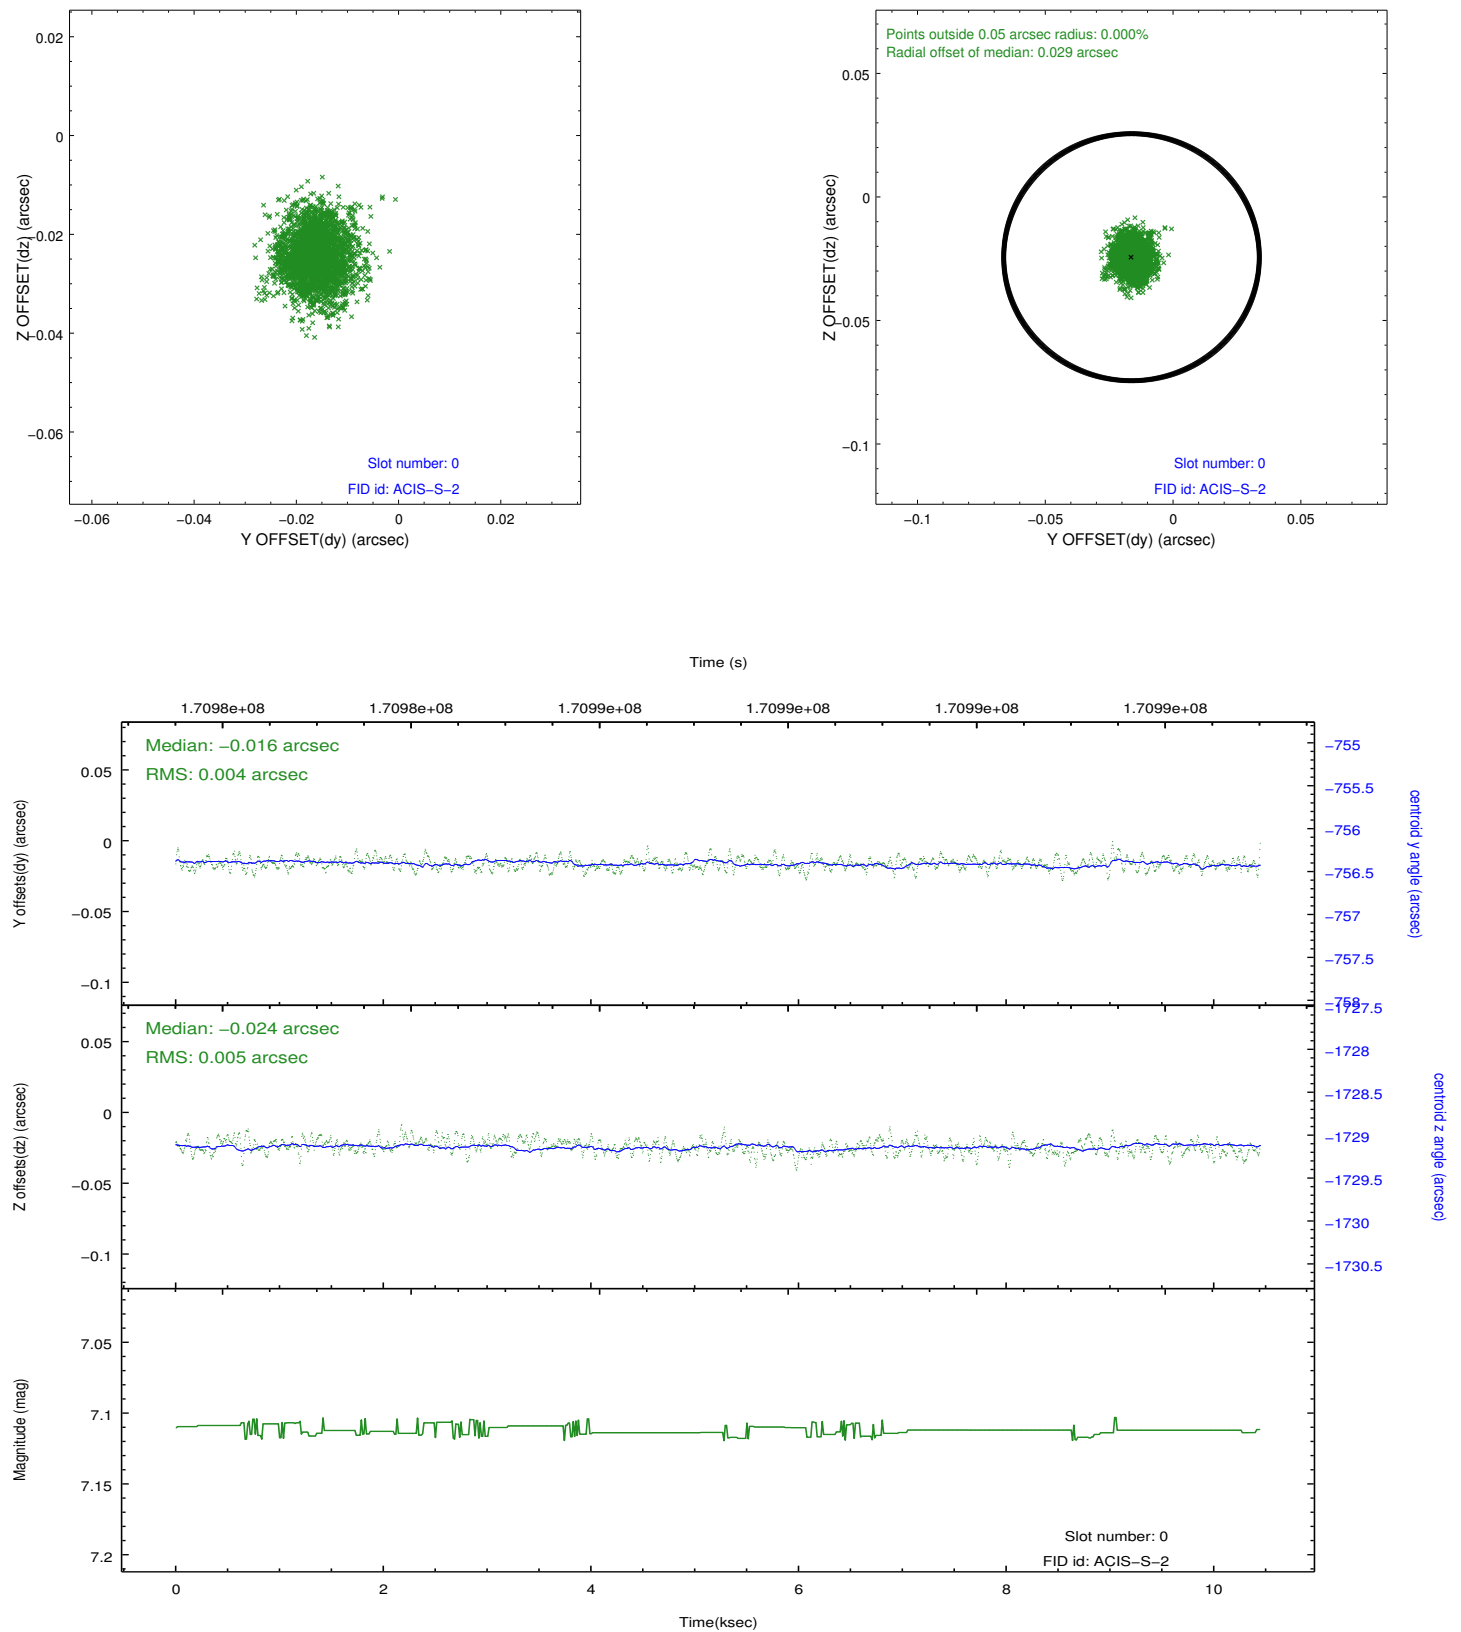 0.02
0
−0.02
−0.04
−0.06
Z OFFSET(dz) (arcsec)
Slot number: 0
FID id: ACIS−S−2
−0.06 −0.04 −0.02 0 0.02
Y OFFSET(dy) (arcsec)
Points outside 0.05 arcsec radius: 0.000%
Radial offset of median: 0.029 arcsec
0.05
0
−0.05
−0.1
Z OFFSET(dz) (arcsec)
Slot number: 0
FID id: ACIS−S−2
−0.1 −0.05 0 0.05
Y OFFSET(dy) (arcsec)
Time (s)
1.7098e+08 1.7098e+08 1.7099e+08 1.7099e+08 1.7099e+08 1.7099e+08
Median: −0.016 arcsec
RMS: 0.004 arcsec
0.05
0
−0.05
−0.1
Y offsets(dy) (arcsec)
−755
−755.5
−756
−756.5
−757
−757.5
−758
centroid y angle (arcsec)
Median: −0.024 arcsec
RMS: 0.005 arcsec
0.05
0
−0.05
−0.1
Z offsets(dz) (arcsec)
−1727.5
−1728
−1728.5
−1729
−1729.5
−1730
−1730.5
centroid z angle (arcsec)
7.05
7.1
7.15
7.2
Magnitude (mag)
Slot number: 0
FID id: ACIS−S−2
0 2 4 6 8 10
Time(ksec)